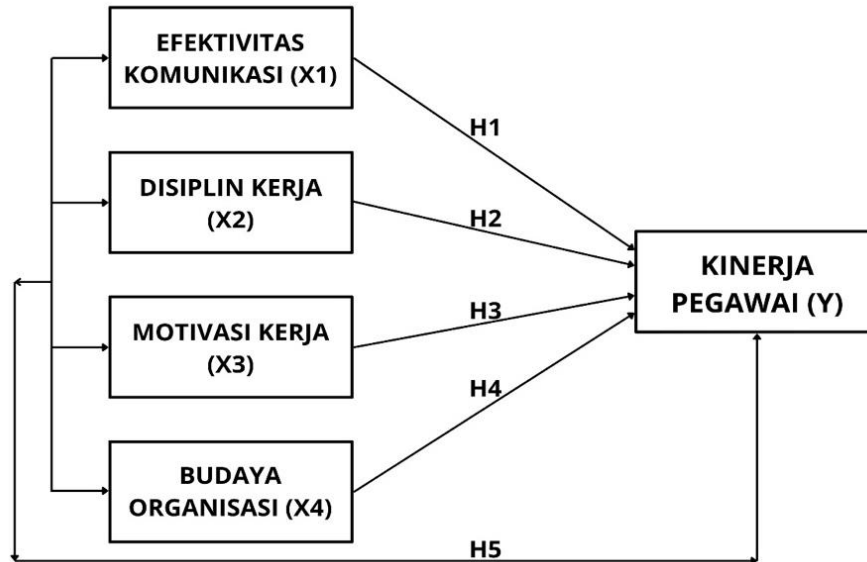 EFEKTIVITAS
KOMUNIKASI (X1)
H1
DISIPLIN KERJA
(X2)
H2
KINERJA
PEGAWAI (Y)
MOTIVASI KERJA
(X3)
H3
H4
BUDAYA
ORGANISASI (X4)
H5